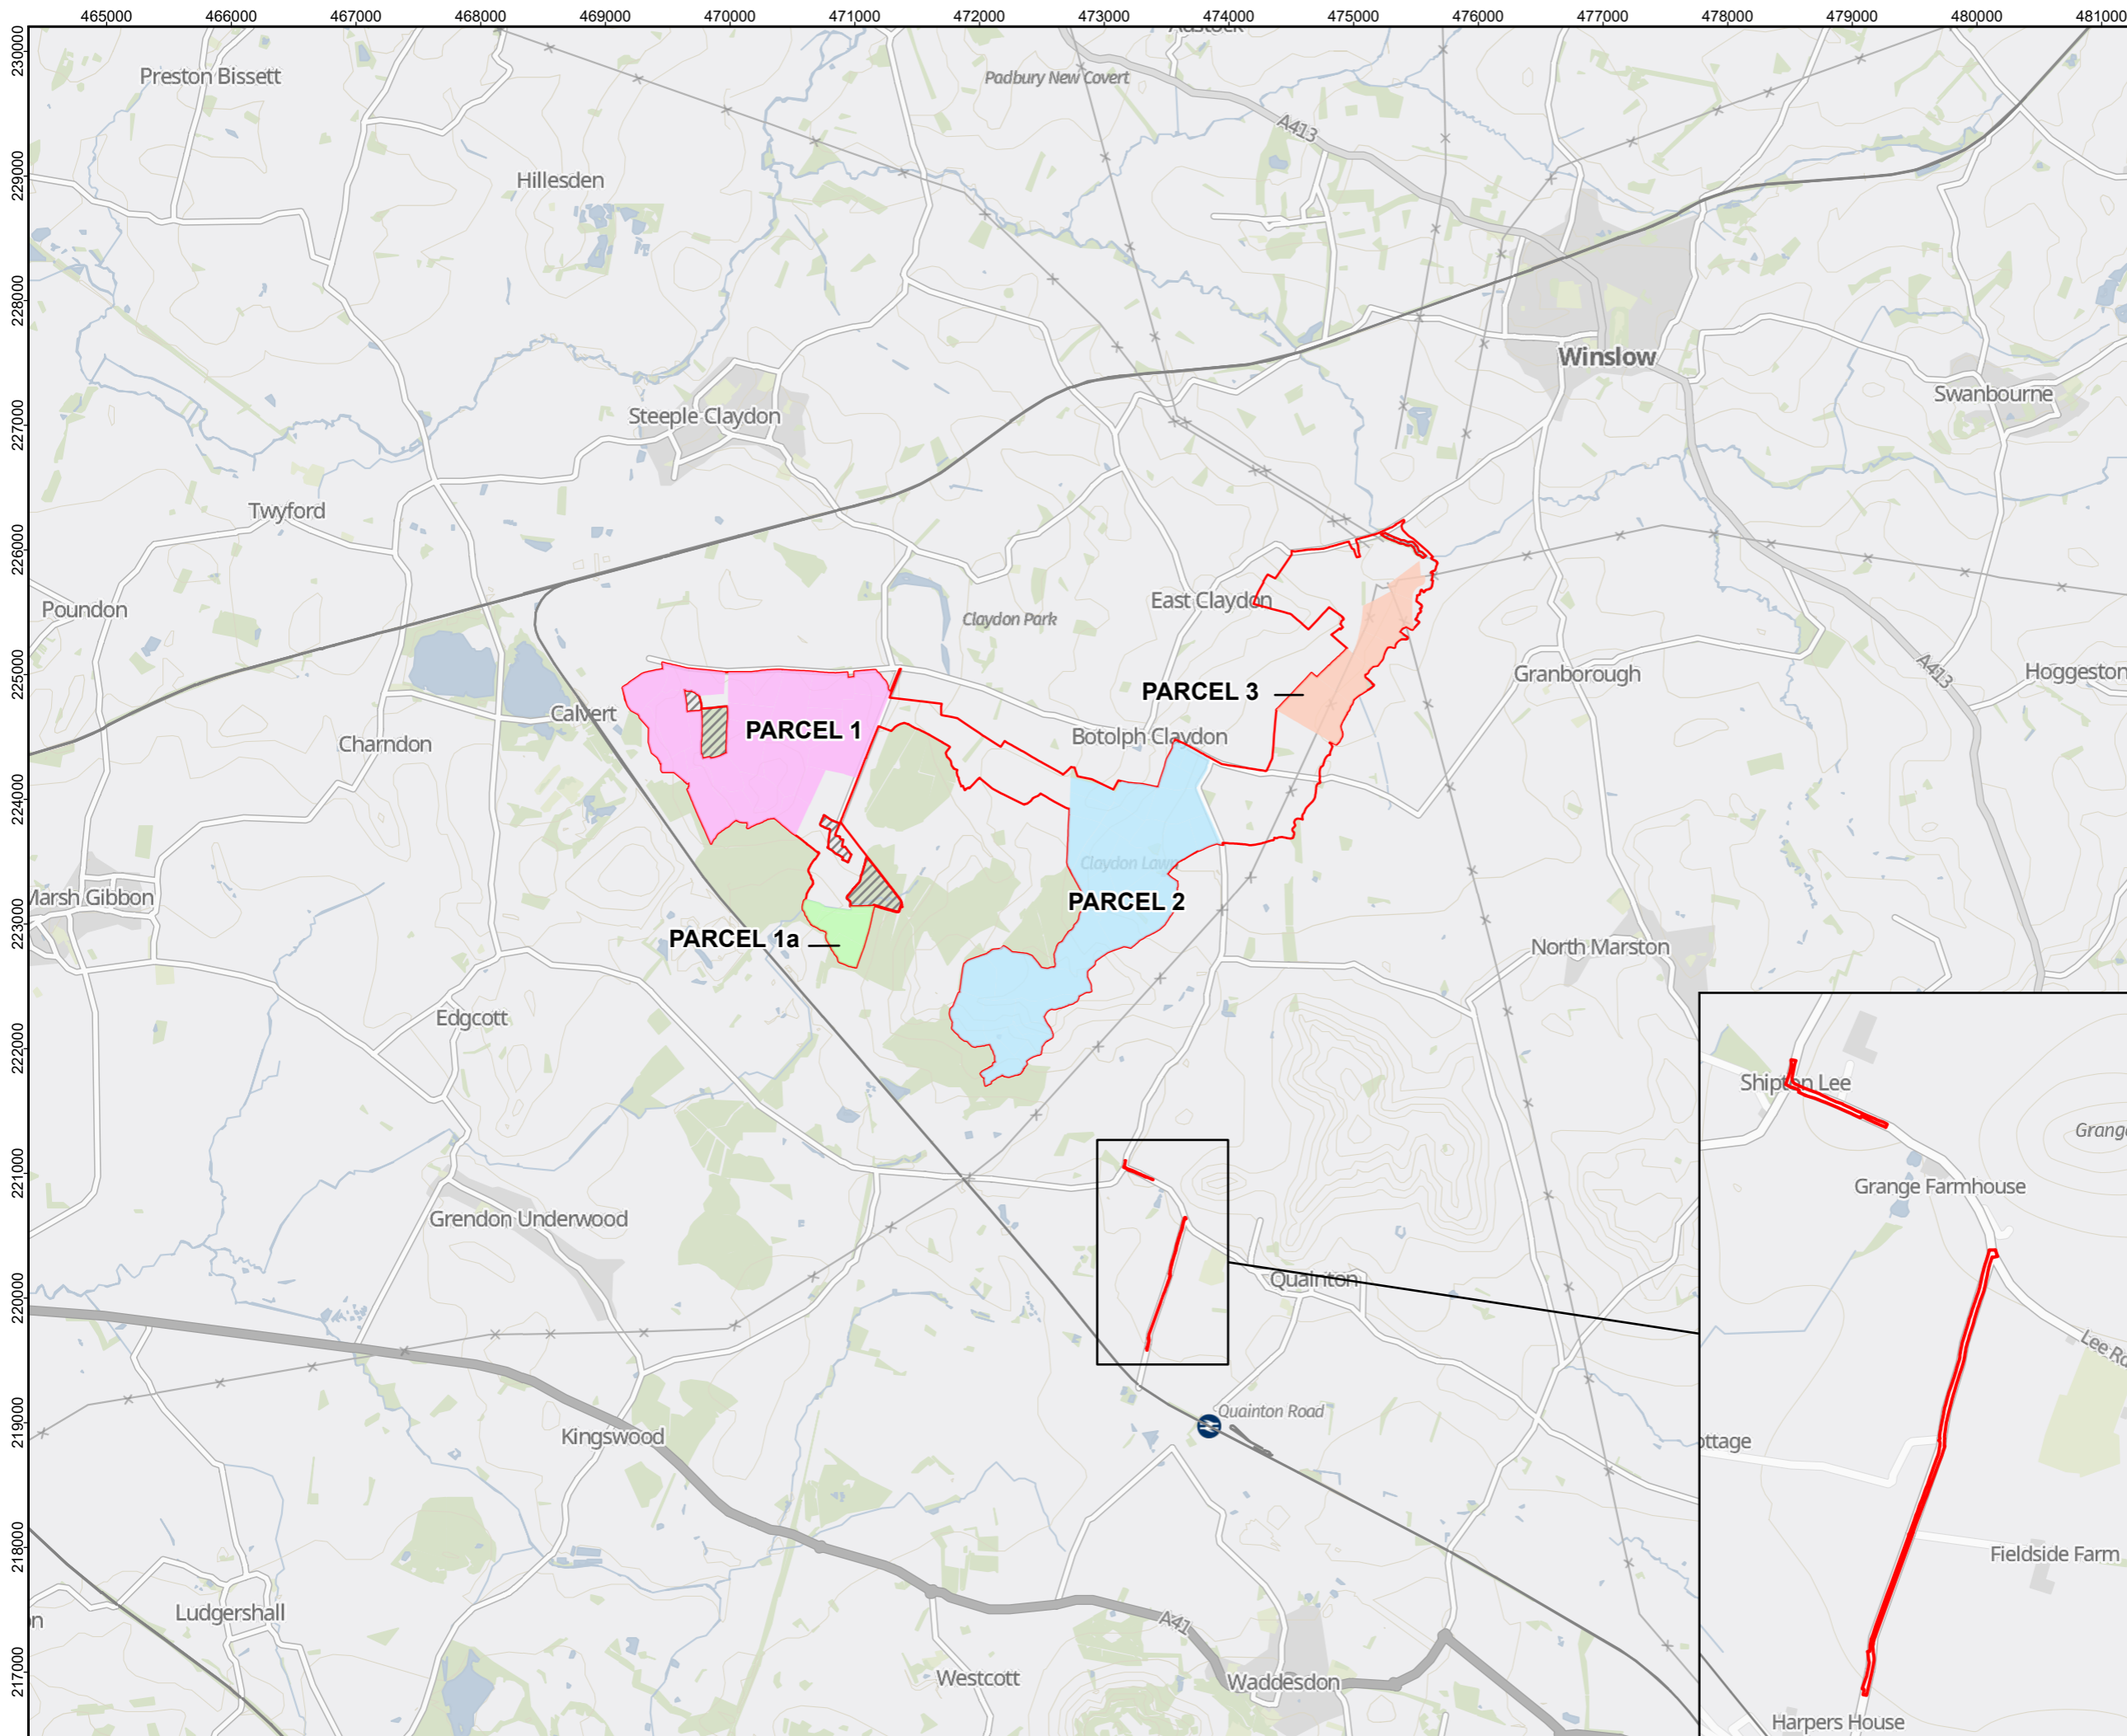 465000 466000 467000 468000 469000 470000 471000 472000 473000 474000 475000 476000 477000 478000 479000 480000 481000
230000
229000
228000
227000
226000
225000
224000
223000
222000
221000
220000
219000
218000
217000
Preston Bissett
Padbury New Covert
A413
Hillesden
Winslow
Steeple Claydon
Swanbourne
Twyford
East Claydon
Poundon
Claydon Park
Granborough
A413
Hoggeston
PARCEL 3
Calvert
PARCEL 1
Botolph Claydon
Charndon
Claydon Lawn
Marsh Gibbon
PARCEL 2
PARCEL 1a
North Marston
Edgcott
Shipton Lee
Grange
Grange Farmhouse
Grendon Underwood
Quainton
Lee Ro
Quainton Road
Kingswood
ottage
Fieldside Farm
Ludgershall
A41
Westcott
Waddesdon
Harpers House